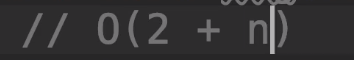 // O(2 + n)